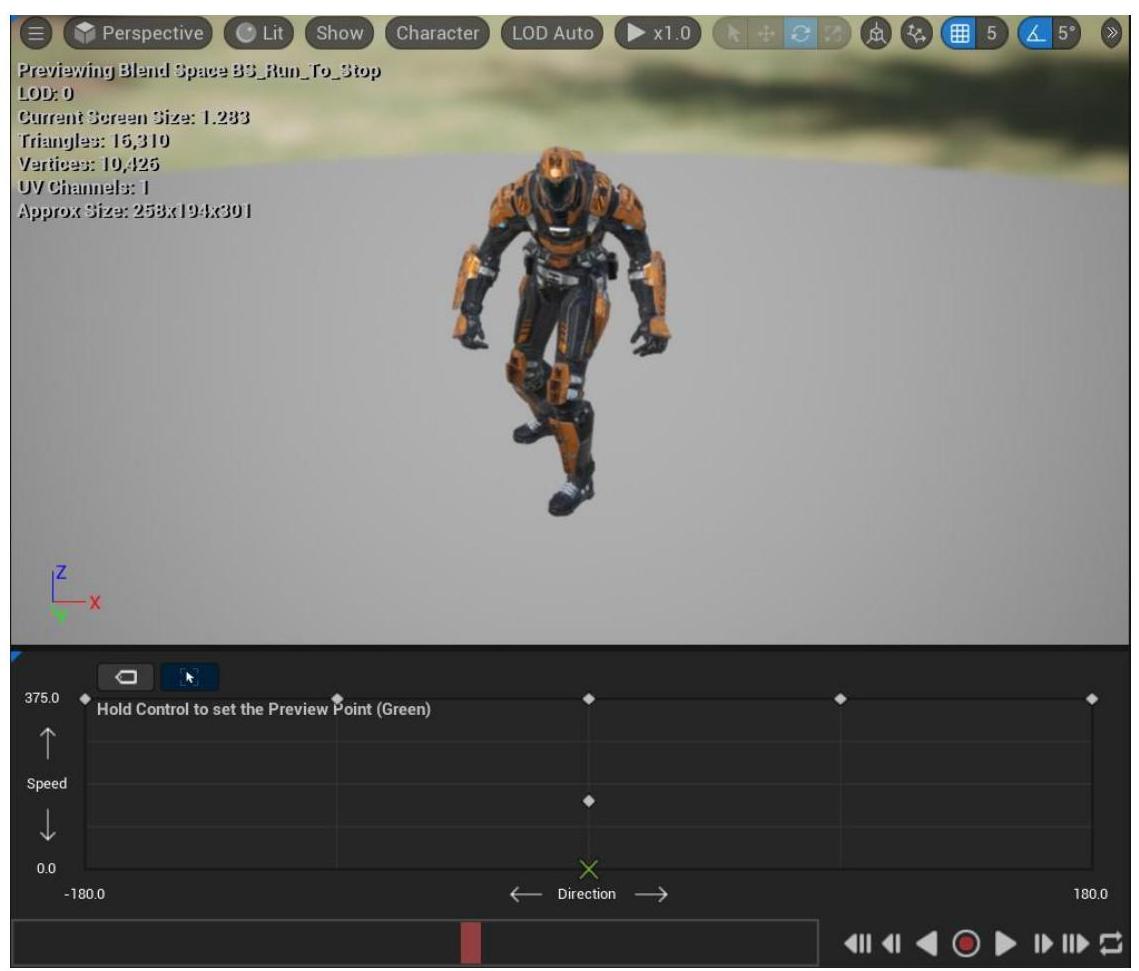 Perspective Lit Show Character LOD Auto x1.0 5 5°
Previewing Blend Space BS_Run_To_Stop
LOD: 0
Current Screen Size: 1.283
Triangles: 16,310
Vertices: 10,426
UV Channels: 1
Approx Size: 258x194x301
Z
X
Y
375.0
Hold Control to set the Preview Point (Green)
Speed
0.0
-180.0 Direction 180.0